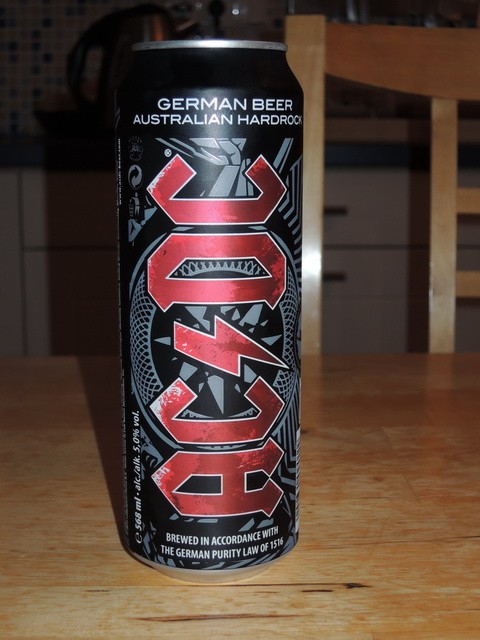 GERMAN BEER
AUSTRALIAN HARDROCK
®
AC⚡DC
e 568 ml · alc./alk. 5,0% vol.
BREWED IN ACCORDANCE WITH
THE GERMAN PURITY LAW OF 1516